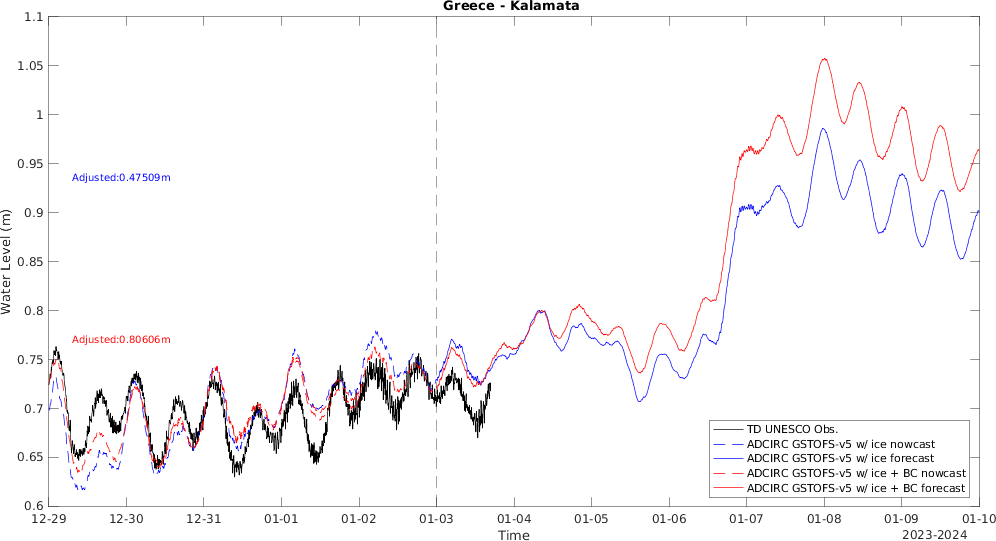 Greece - Kalamata
1.1
1.05
1
0.95
0.9
0.85
0.8
0.75
0.7
0.65
0.6
Water Level (m)
Adjusted:0.47509m
Adjusted:0.80606m
TD UNESCO Obs.
ADCIRC GSTOFS-v5 w/ ice nowcast
ADCIRC GSTOFS-v5 w/ ice forecast
ADCIRC GSTOFS-v5 w/ ice + BC nowcast
ADCIRC GSTOFS-v5 w/ ice + BC forecast
12-29 12-30 12-31 01-01 01-02 01-03 01-04 01-05 01-06 01-07 01-08 01-09 01-10
Time
2023-2024